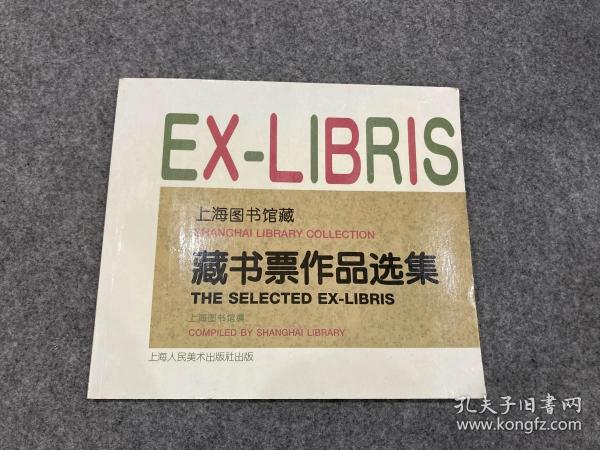 EX-LIBRIS
上海图书馆藏
SHANGHAI LIBRARY COLLECTION
藏书票作品选集
THE SELECTED EX-LIBRIS
上海图书馆编
COMPILED BY SHANGHAI LIBRARY
上海人民美术出版社出版
孔夫子旧书网
www.kongfz.com